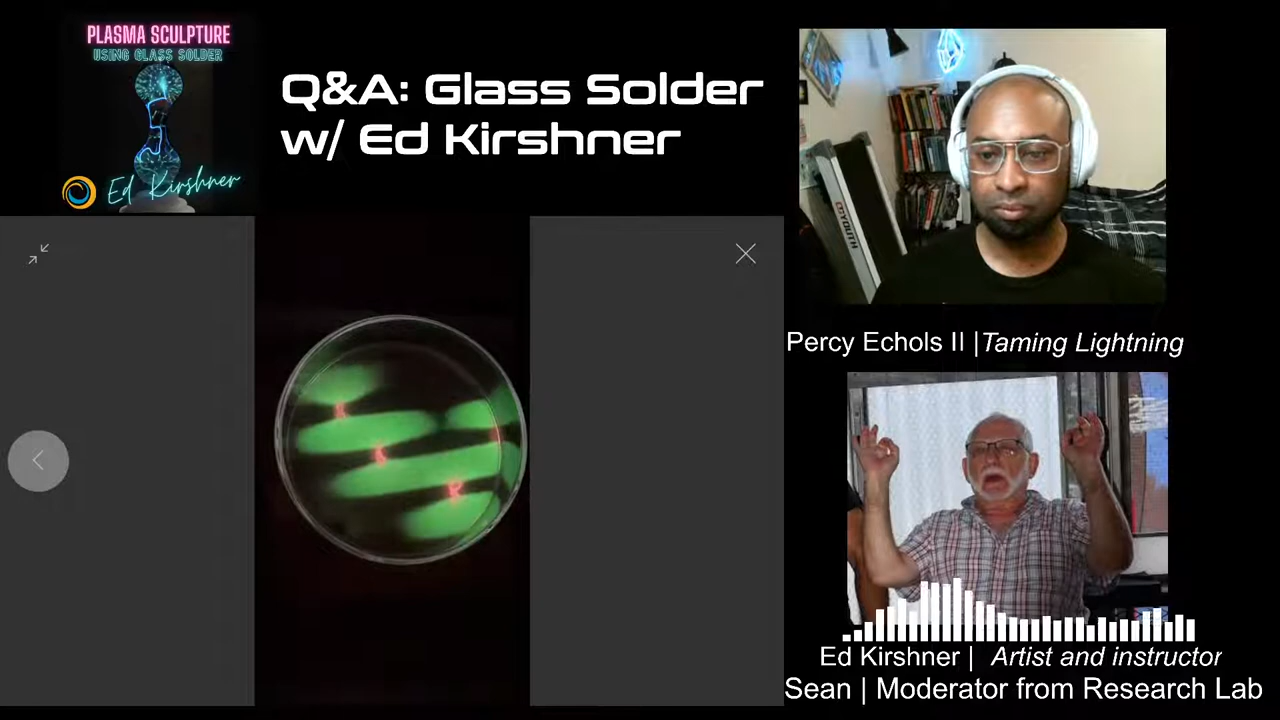 PLASMA SCULPTURE
USING GLASS SOLDER
Ed Kirshner
Q&A: Glass Solder
w/ Ed Kirshner
Percy Echols II | Taming Lightning
Ed Kirshner | Artist and instructor
Sean | Moderator from Research Lab